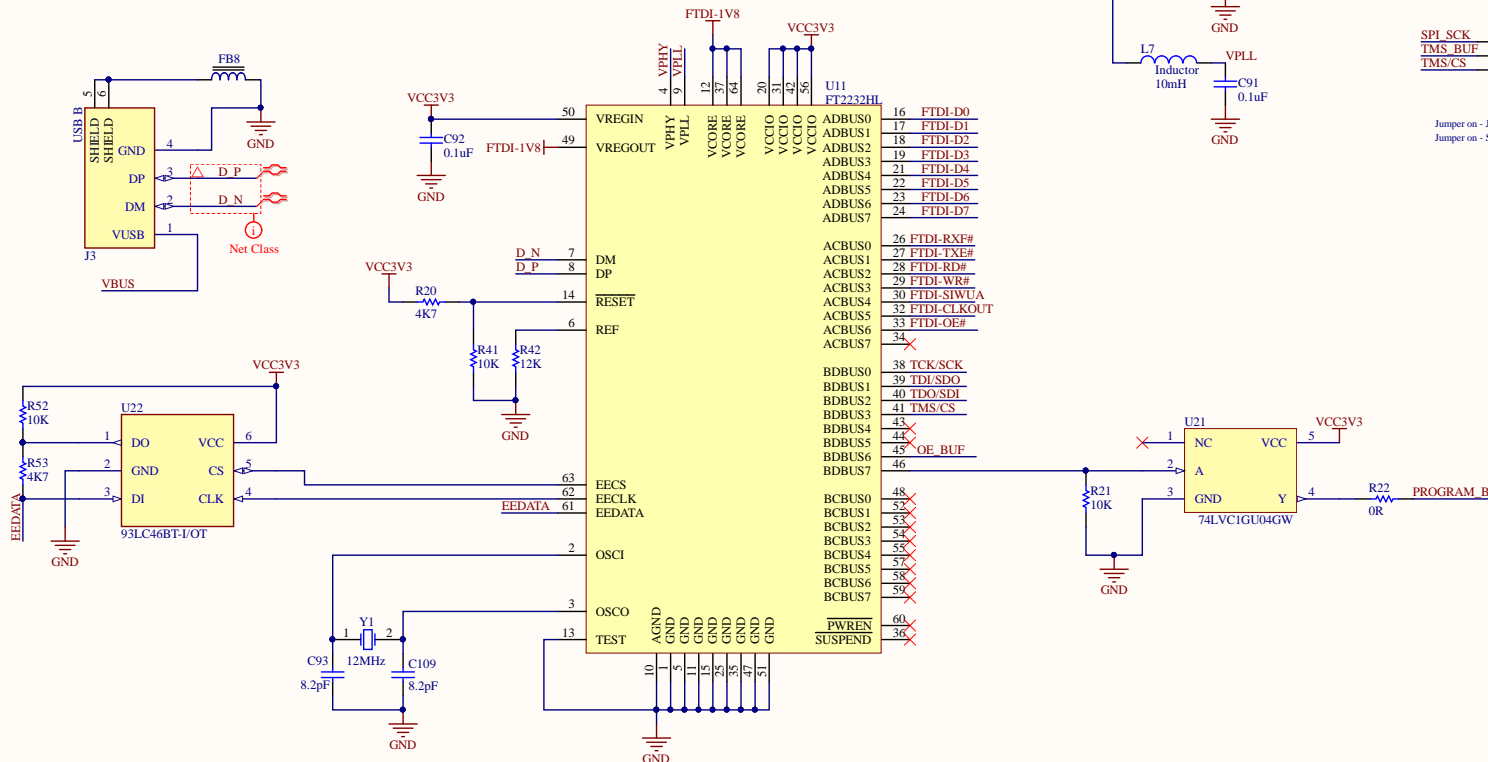 FTDI-1V8
VCC3V3
GND
L7
Inductor
10mH
VPLL
C91
0.1uF
GND
SPI_SCK
TMS_BUF
TMS/CS
Jumper on - J
Jumper on - S
FB8
GND
USB B
5
6
SHIELD
SHIELD
GND 4
DP 3 D_P
DM 2 D_N
VUSB 1
J3
i
Net Class
VBUS
VCC3V3
C92
0.1uF
GND
FTDI-1V8
U11
FT2232HL
VPHY
VPLL
4
9
12
37
64
20
31
42
56
VPHY
VPLL
VCORE
VCORE
VCORE
VCCIO
VCCIO
VCCIO
VCCIO
50 VREGIN
49 VREGOUT
D_N 7 DM
D_P 8 DP
14 RESET
6 REF
63 EECS
62 EECLK
EEDATA 61 EEDATA
2 OSCI
3 OSCO
13 TEST
ADBUS0 16 FTDI-D0
ADBUS1 17 FTDI-D1
ADBUS2 18 FTDI-D2
ADBUS3 19 FTDI-D3
ADBUS4 21 FTDI-D4
ADBUS5 22 FTDI-D5
ADBUS6 23 FTDI-D6
ADBUS7 24 FTDI-D7
ACBUS0 26 FTDI-RXF#
ACBUS1 27 FTDI-TXE#
ACBUS2 28 FTDI-RD#
ACBUS3 29 FTDI-WR#
ACBUS4 30 FTDI-SIWUA
ACBUS5 32 FTDI-CLKOUT
ACBUS6 33 FTDI-OE#
ACBUS7 34
BDBUS0 38 TCK/SCK
BDBUS1 39 TDI/SDO
BDBUS2 40 TDO/SDI
BDBUS3 41 TMS/CS
BDBUS4 43
BDBUS5 44
BDBUS6 45 OE_BUF
BDBUS7 46
BCBUS0 48
BCBUS1 52
BCBUS2 53
BCBUS3 54
BCBUS4 55
BCBUS5 57
BCBUS6 58
BCBUS7 59
PWREN 60
SUSPEND 36
AGND
GND
GND
GND
GND
GND
GND
GND
GND
10
1
5
11
15
25
35
47
51
GND
VCC3V3
R20
4K7
R41
10K
R42
12K
GND
VCC3V3
R52
10K
R53
4K7
EEDATA
U22
1 DO
2 GND
3 DI
VCC 6
CS 5
CLK 4
93LC46BT-I/OT
GND
Y1
1 2
12MHz
C93
8.2pF
C109
8.2pF
GND
R21
10K
GND
U21
1 NC
2 A
3 GND
VCC 5
Y 4
74LVC1GU04GW
VCC3V3
R22
0R
PROGRAM_B